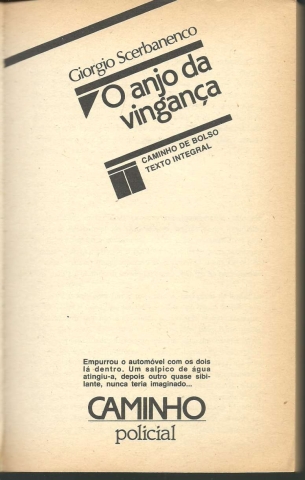 Giorgio Scerbanenco
O anjo da
vingança
CAMINHO DE BOLSO
TEXTO INTEGRAL
Empurrou o automóvel com os dois
lá dentro. Um salpico de água
atingiu-a, depois outro quase sibi-
lante, nunca teria imaginado...
CAMINHO
policial